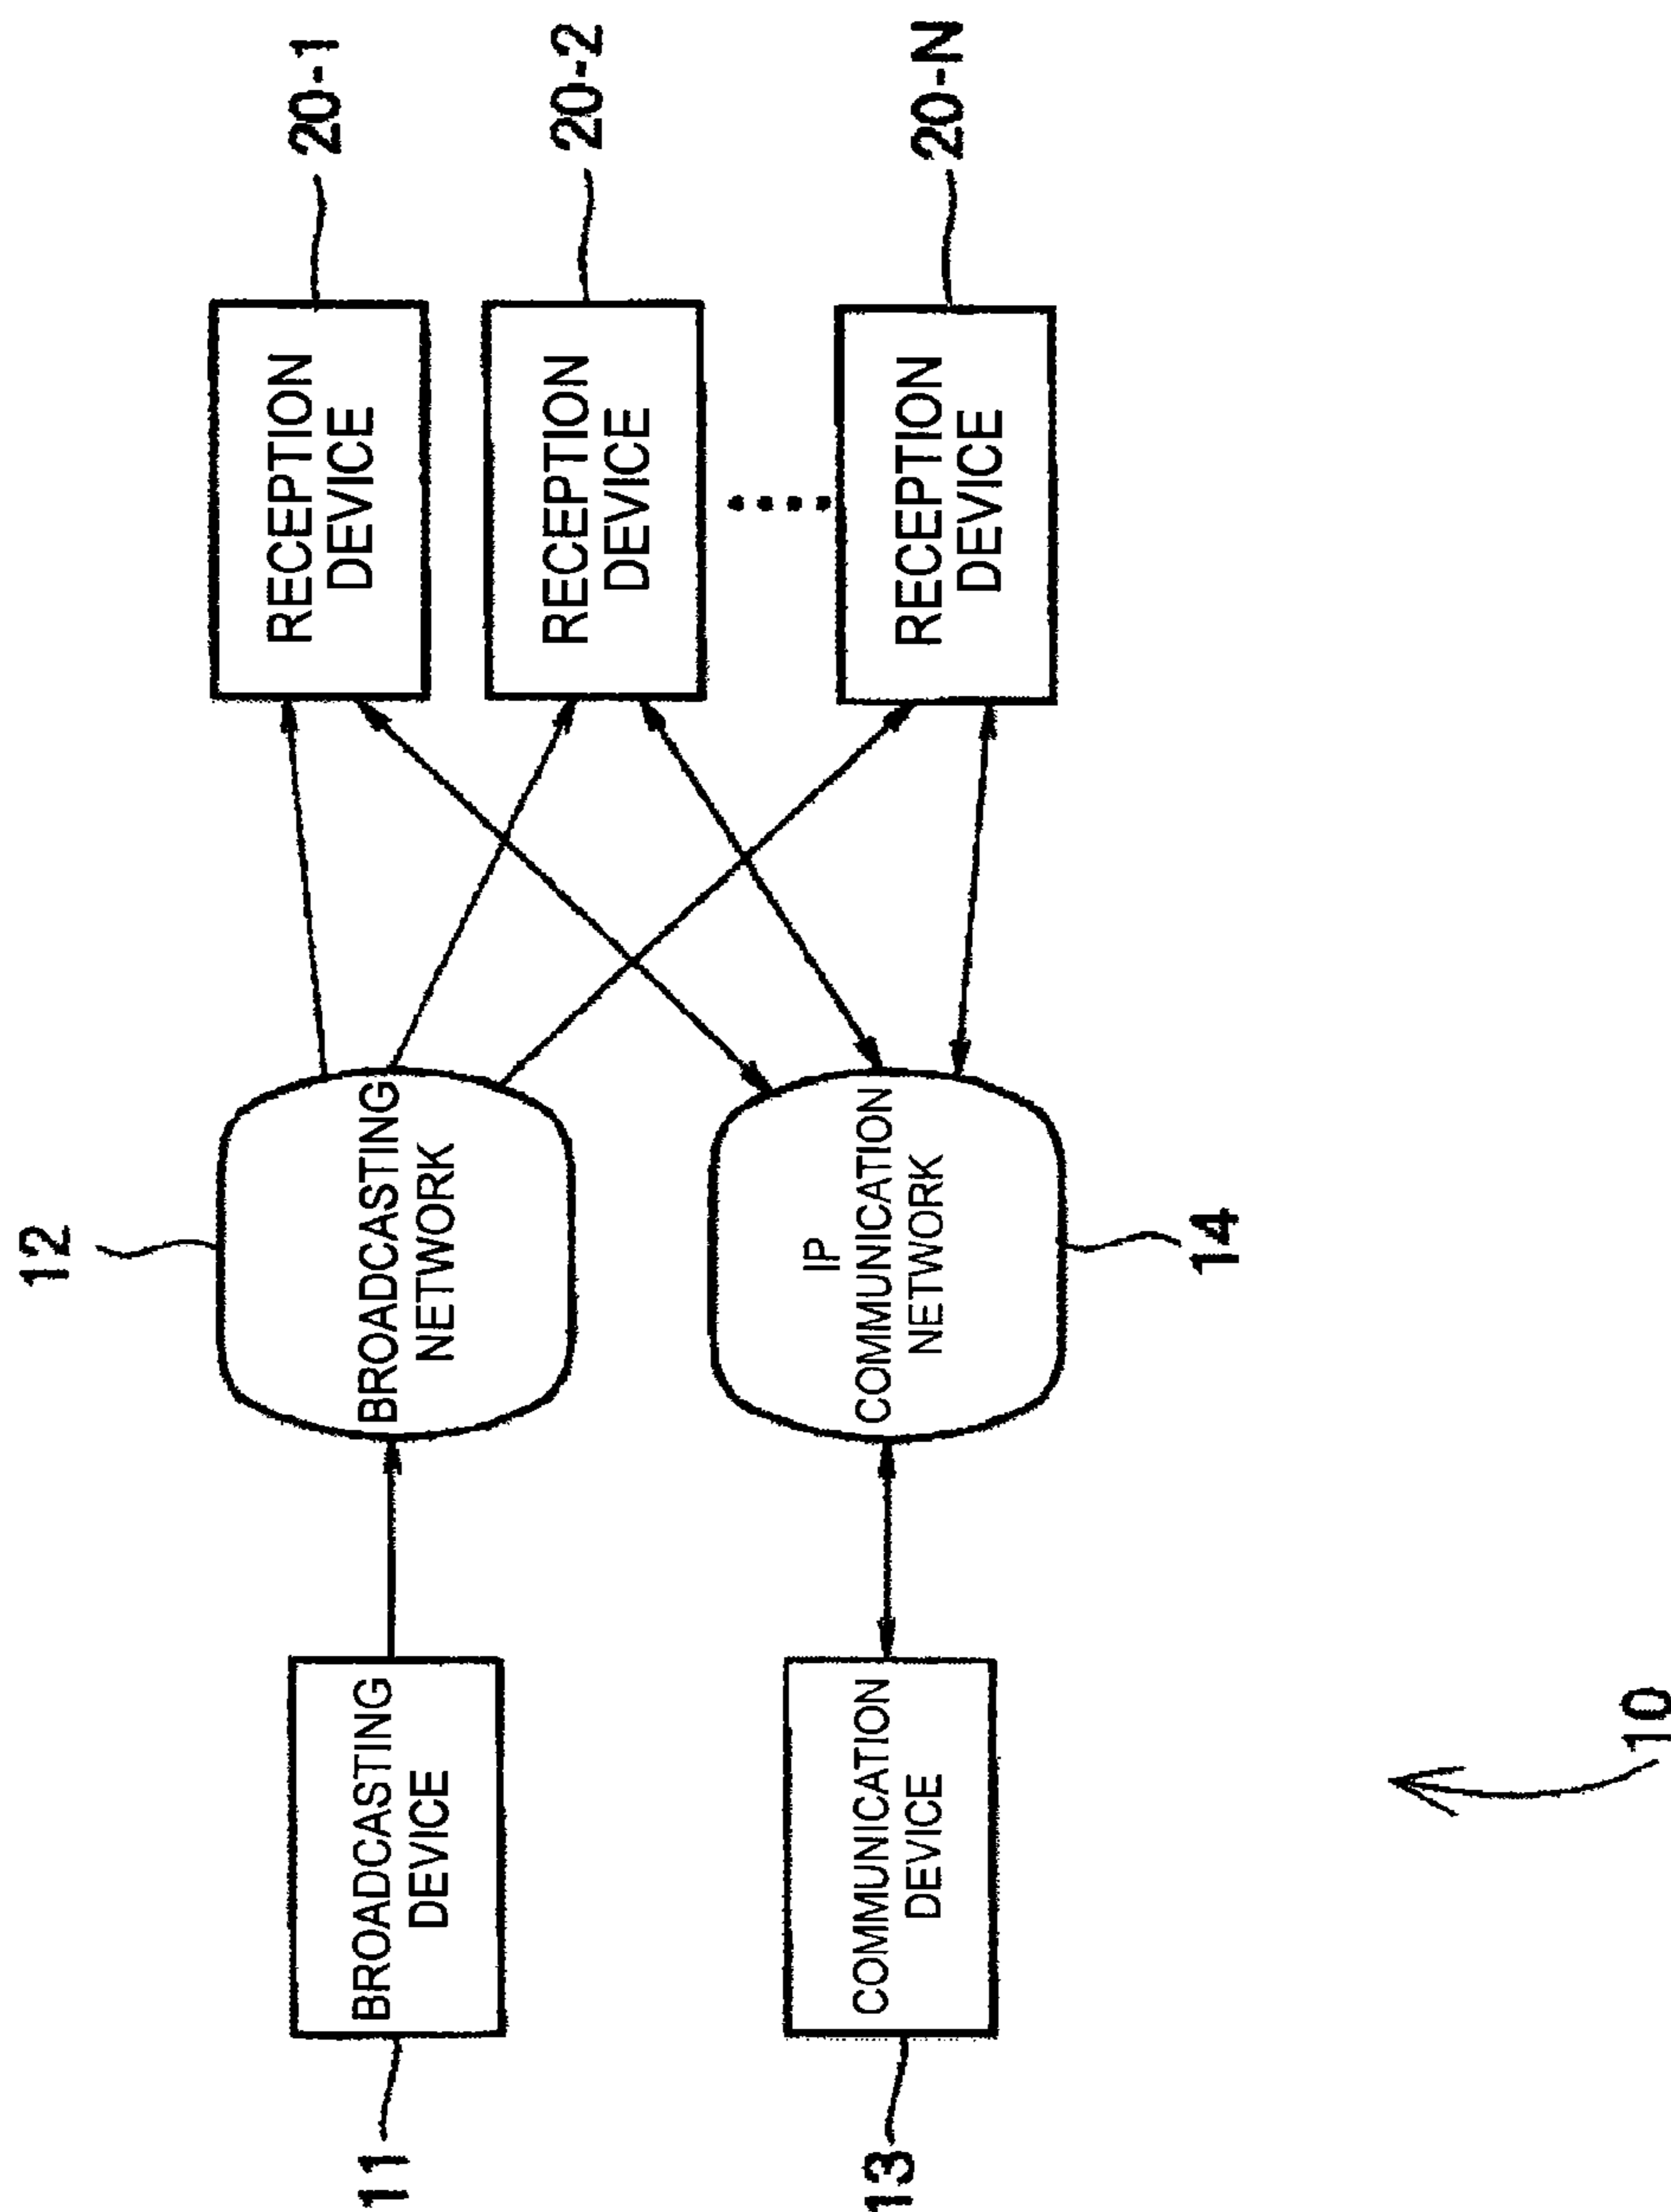 12
20-1
BROADCASTING
DEVICE
11
BROADCASTING
NETWORK
RECEPTION
DEVICE
20-2
RECEPTION
DEVICE
COMMUNICATION
DEVICE
13
IP
COMMUNICATION
NETWORK
14
20-N
RECEPTION
DEVICE
10